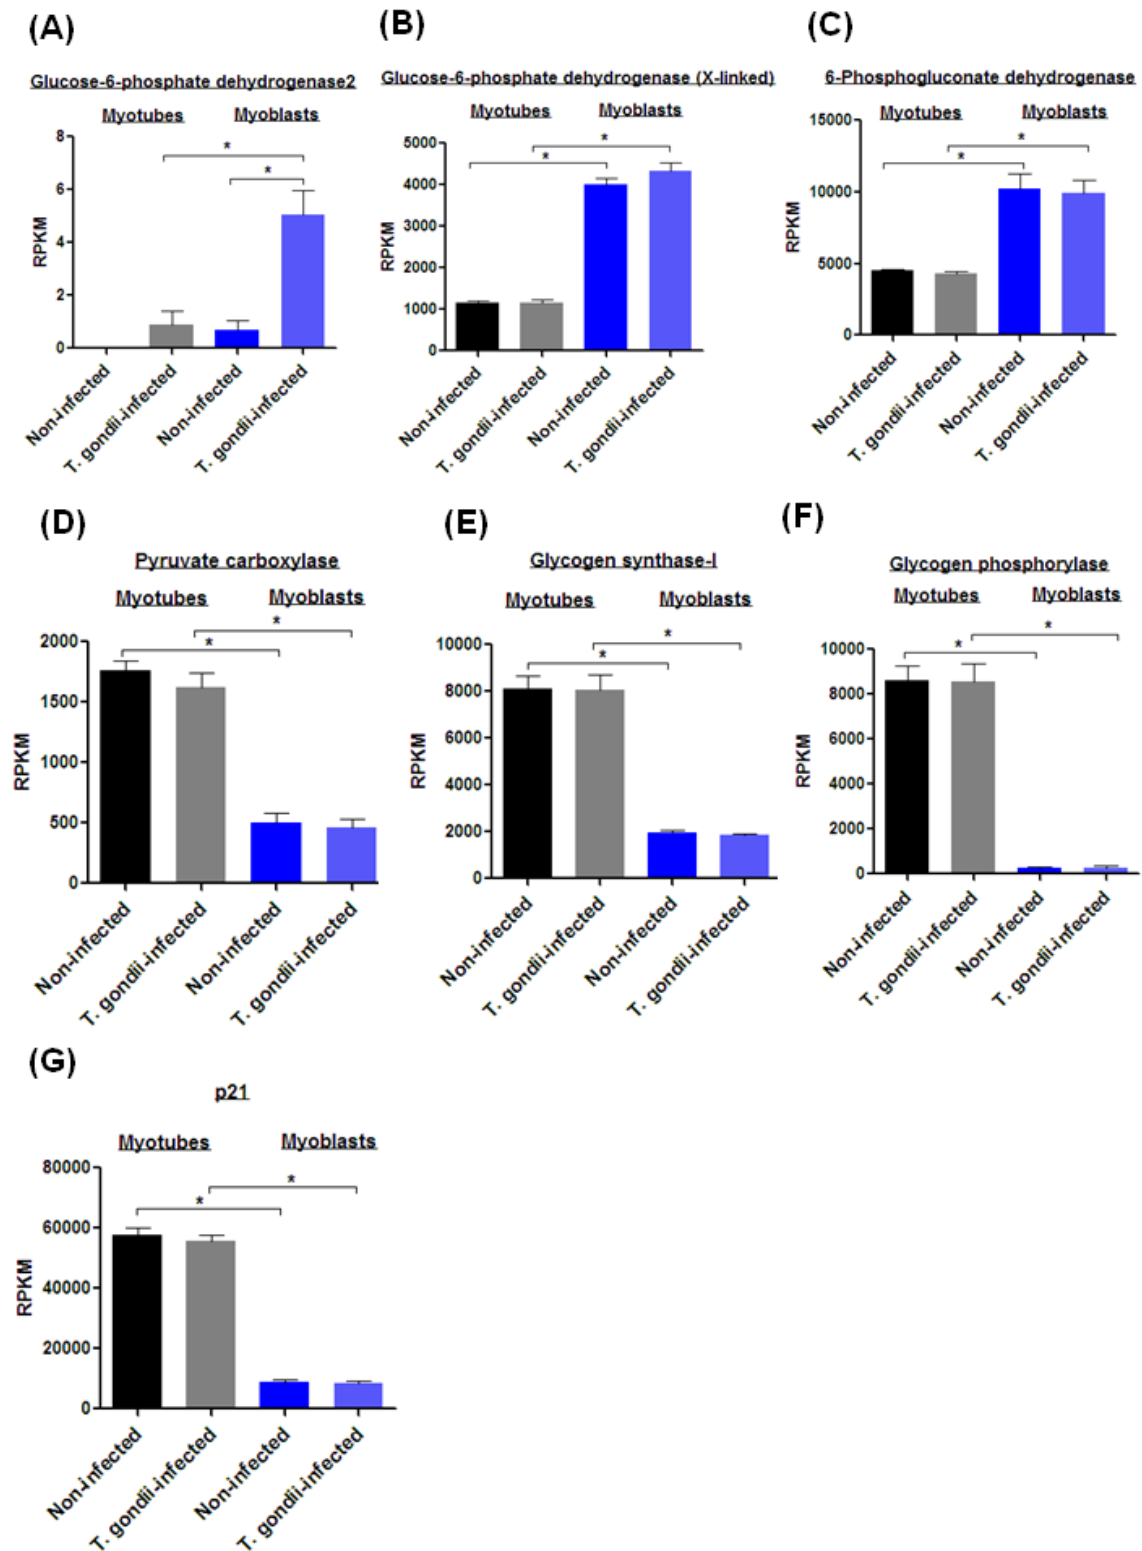 (A)
Glucose-6-phosphate dehydrogenase2
Myotubes Myoblasts
8
6
4
2
0
RPKM
*
*
Non-infected
T. gondii-infected
Non-infected
T. gondii-infected
(B)
Glucose-6-phosphate dehydrogenase (X-linked)
Myotubes Myoblasts
5000
4000
3000
2000
1000
0
RPKM
*
*
Non-infected
T. gondii-infected
Non-infected
T. gondii-infected
(C)
6-Phosphogluconate dehydrogenase
Myotubes Myoblasts
15000
10000
5000
0
RPKM
*
*
Non-infected
T. gondii-infected
Non-infected
T. gondii-infected
(D)
Pyruvate carboxylase
Myotubes Myoblasts
2000
1500
1000
500
0
RPKM
*
*
Non-infected
T. gondii-infected
Non-infected
T. gondii-infected
(E)
Glycogen synthase-I
Myotubes Myoblasts
10000
8000
6000
4000
2000
0
RPKM
*
*
Non-infected
T. gondii-infected
Non-infected
T. gondii-infected
(F)
Glycogen phosphorylase
Myotubes Myoblasts
10000
8000
6000
4000
2000
0
RPKM
*
*
Non-infected
T. gondii-infected
Non-infected
T. gondii-infected
(G)
p21
Myotubes Myoblasts
80000
60000
40000
20000
0
RPKM
*
*
Non-infected
T. gondii-infected
Non-infected
T. gondii-infected